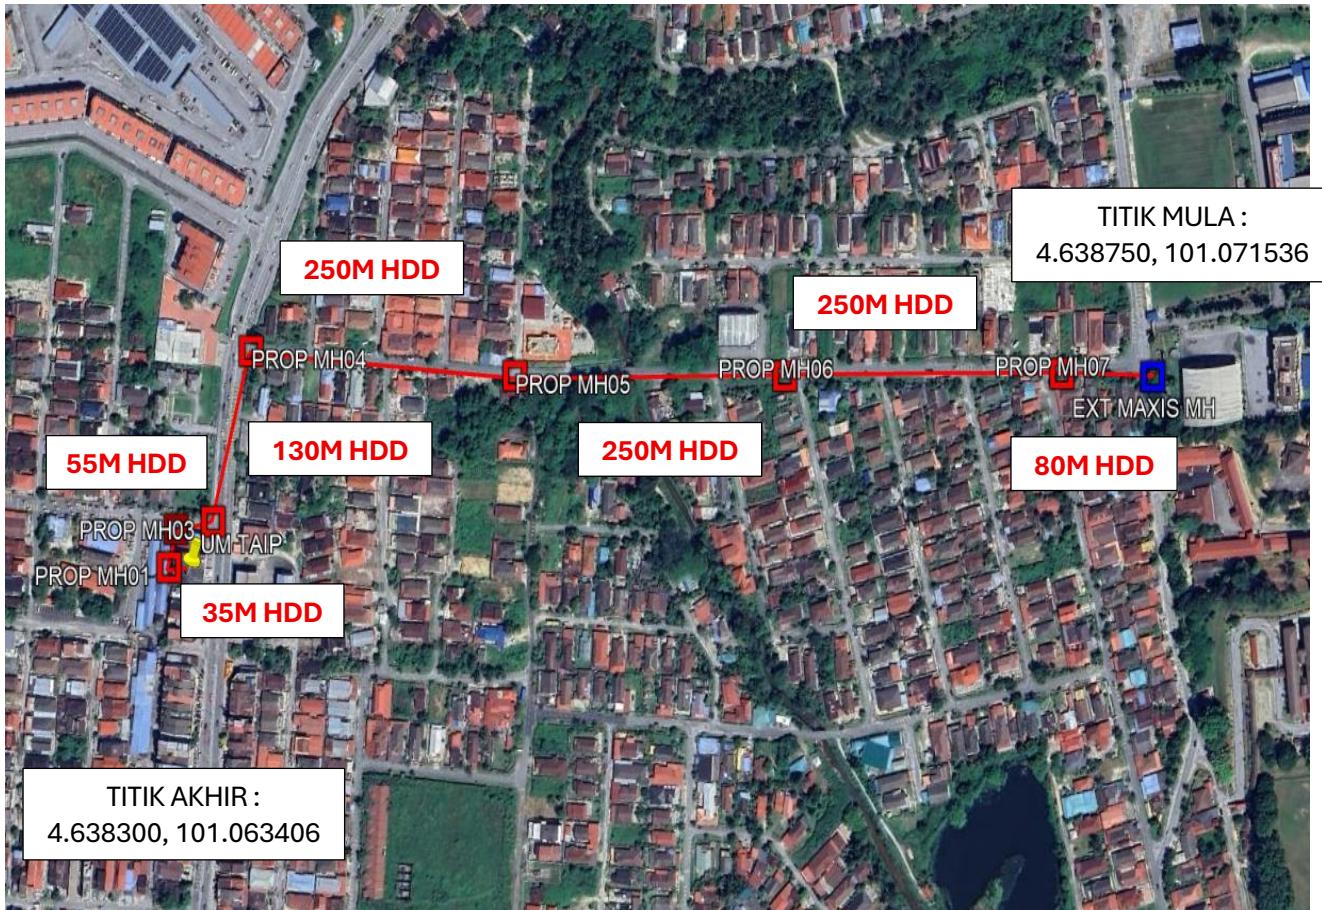 TITIK MULA :
4.638750, 101.071536
250M HDD
250M HDD
PROP MH04
PROP MH05
PROP MH06
PROP MH07
EXT MAXIS MH
55M HDD
130M HDD
250M HDD
80M HDD
PROP MH03
UM TAIP
PROP MH01
35M HDD
TITIK AKHIR :
4.638300, 101.063406